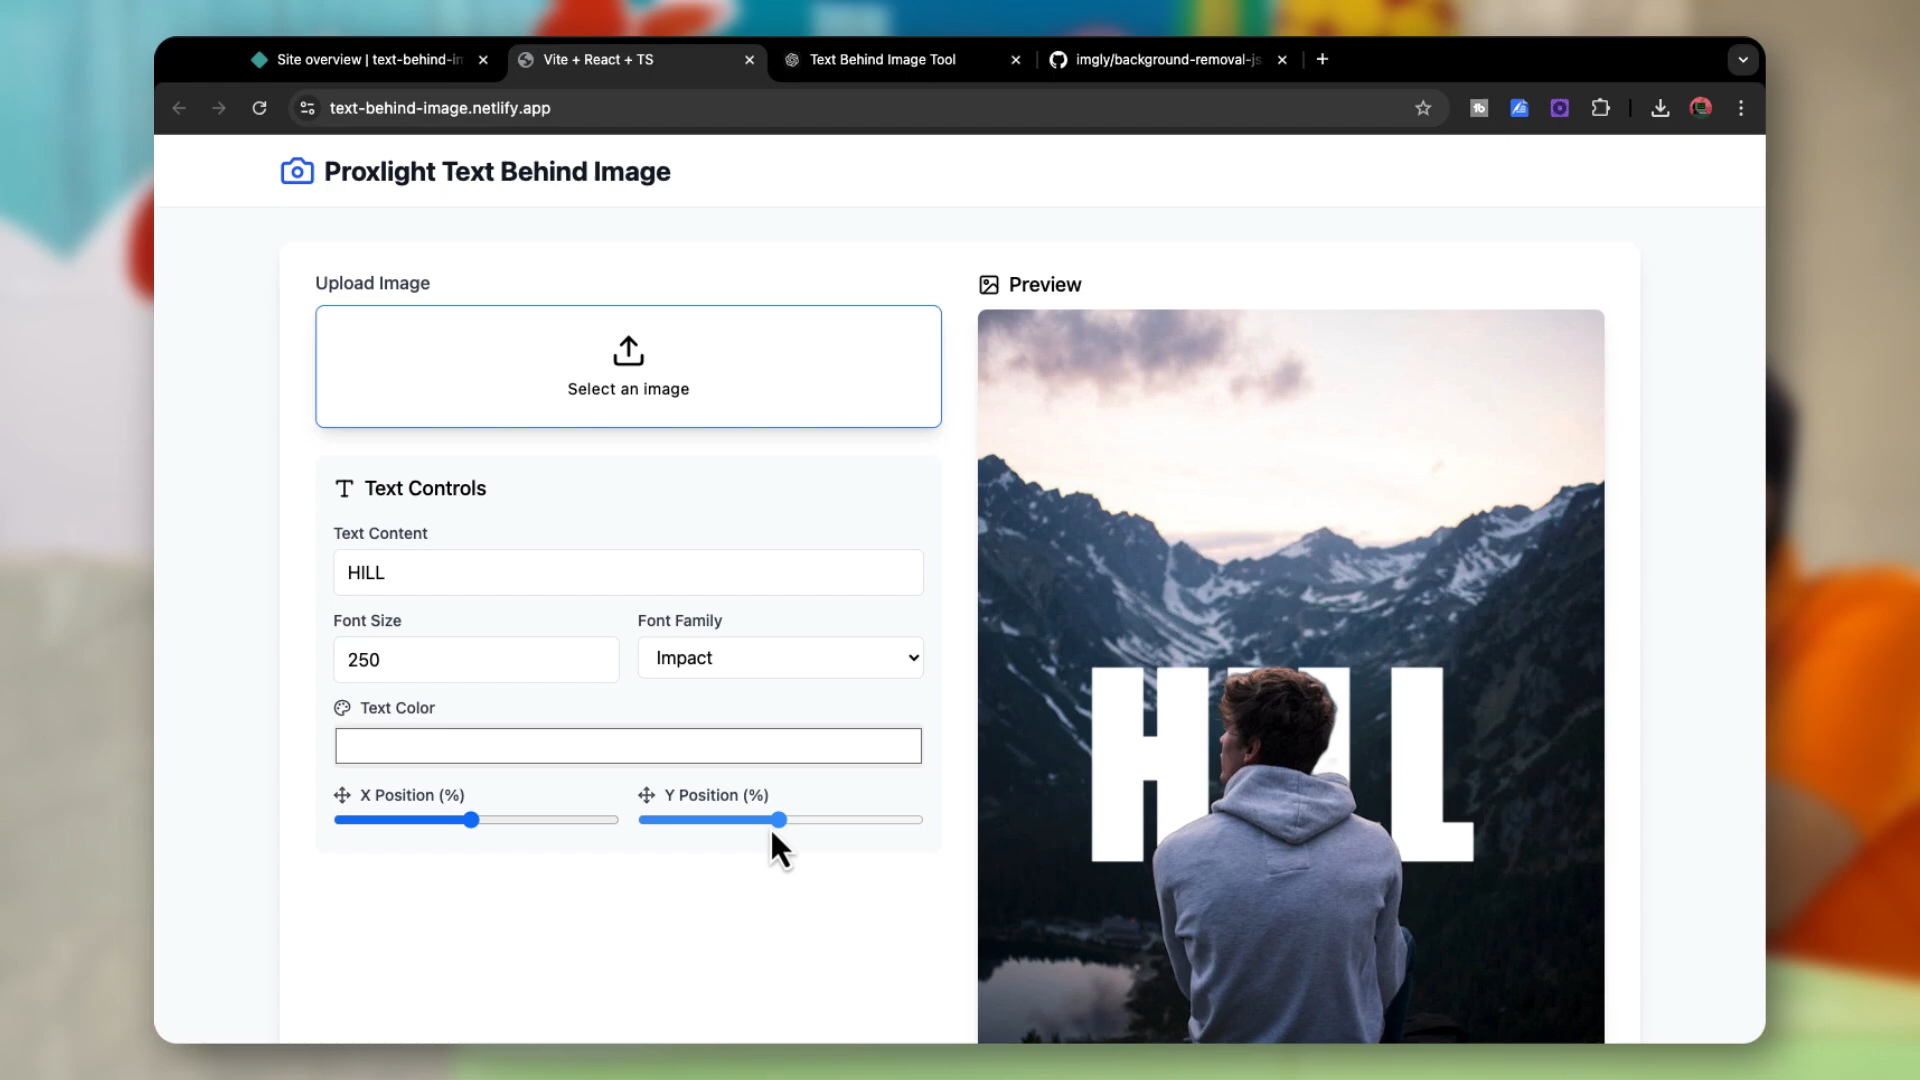 Site overview | text-behind-im
Vite + React + TS
Text Behind Image Tool
imgly/background-removal-js
text-behind-image.netlify.app
tb
Proxlight Text Behind Image
Upload Image
Select an image
Preview
Text Controls
Text Content
HILL
Font Size
Font Family
250
Impact
Text Color
X Position (%)
Y Position (%)
HILL